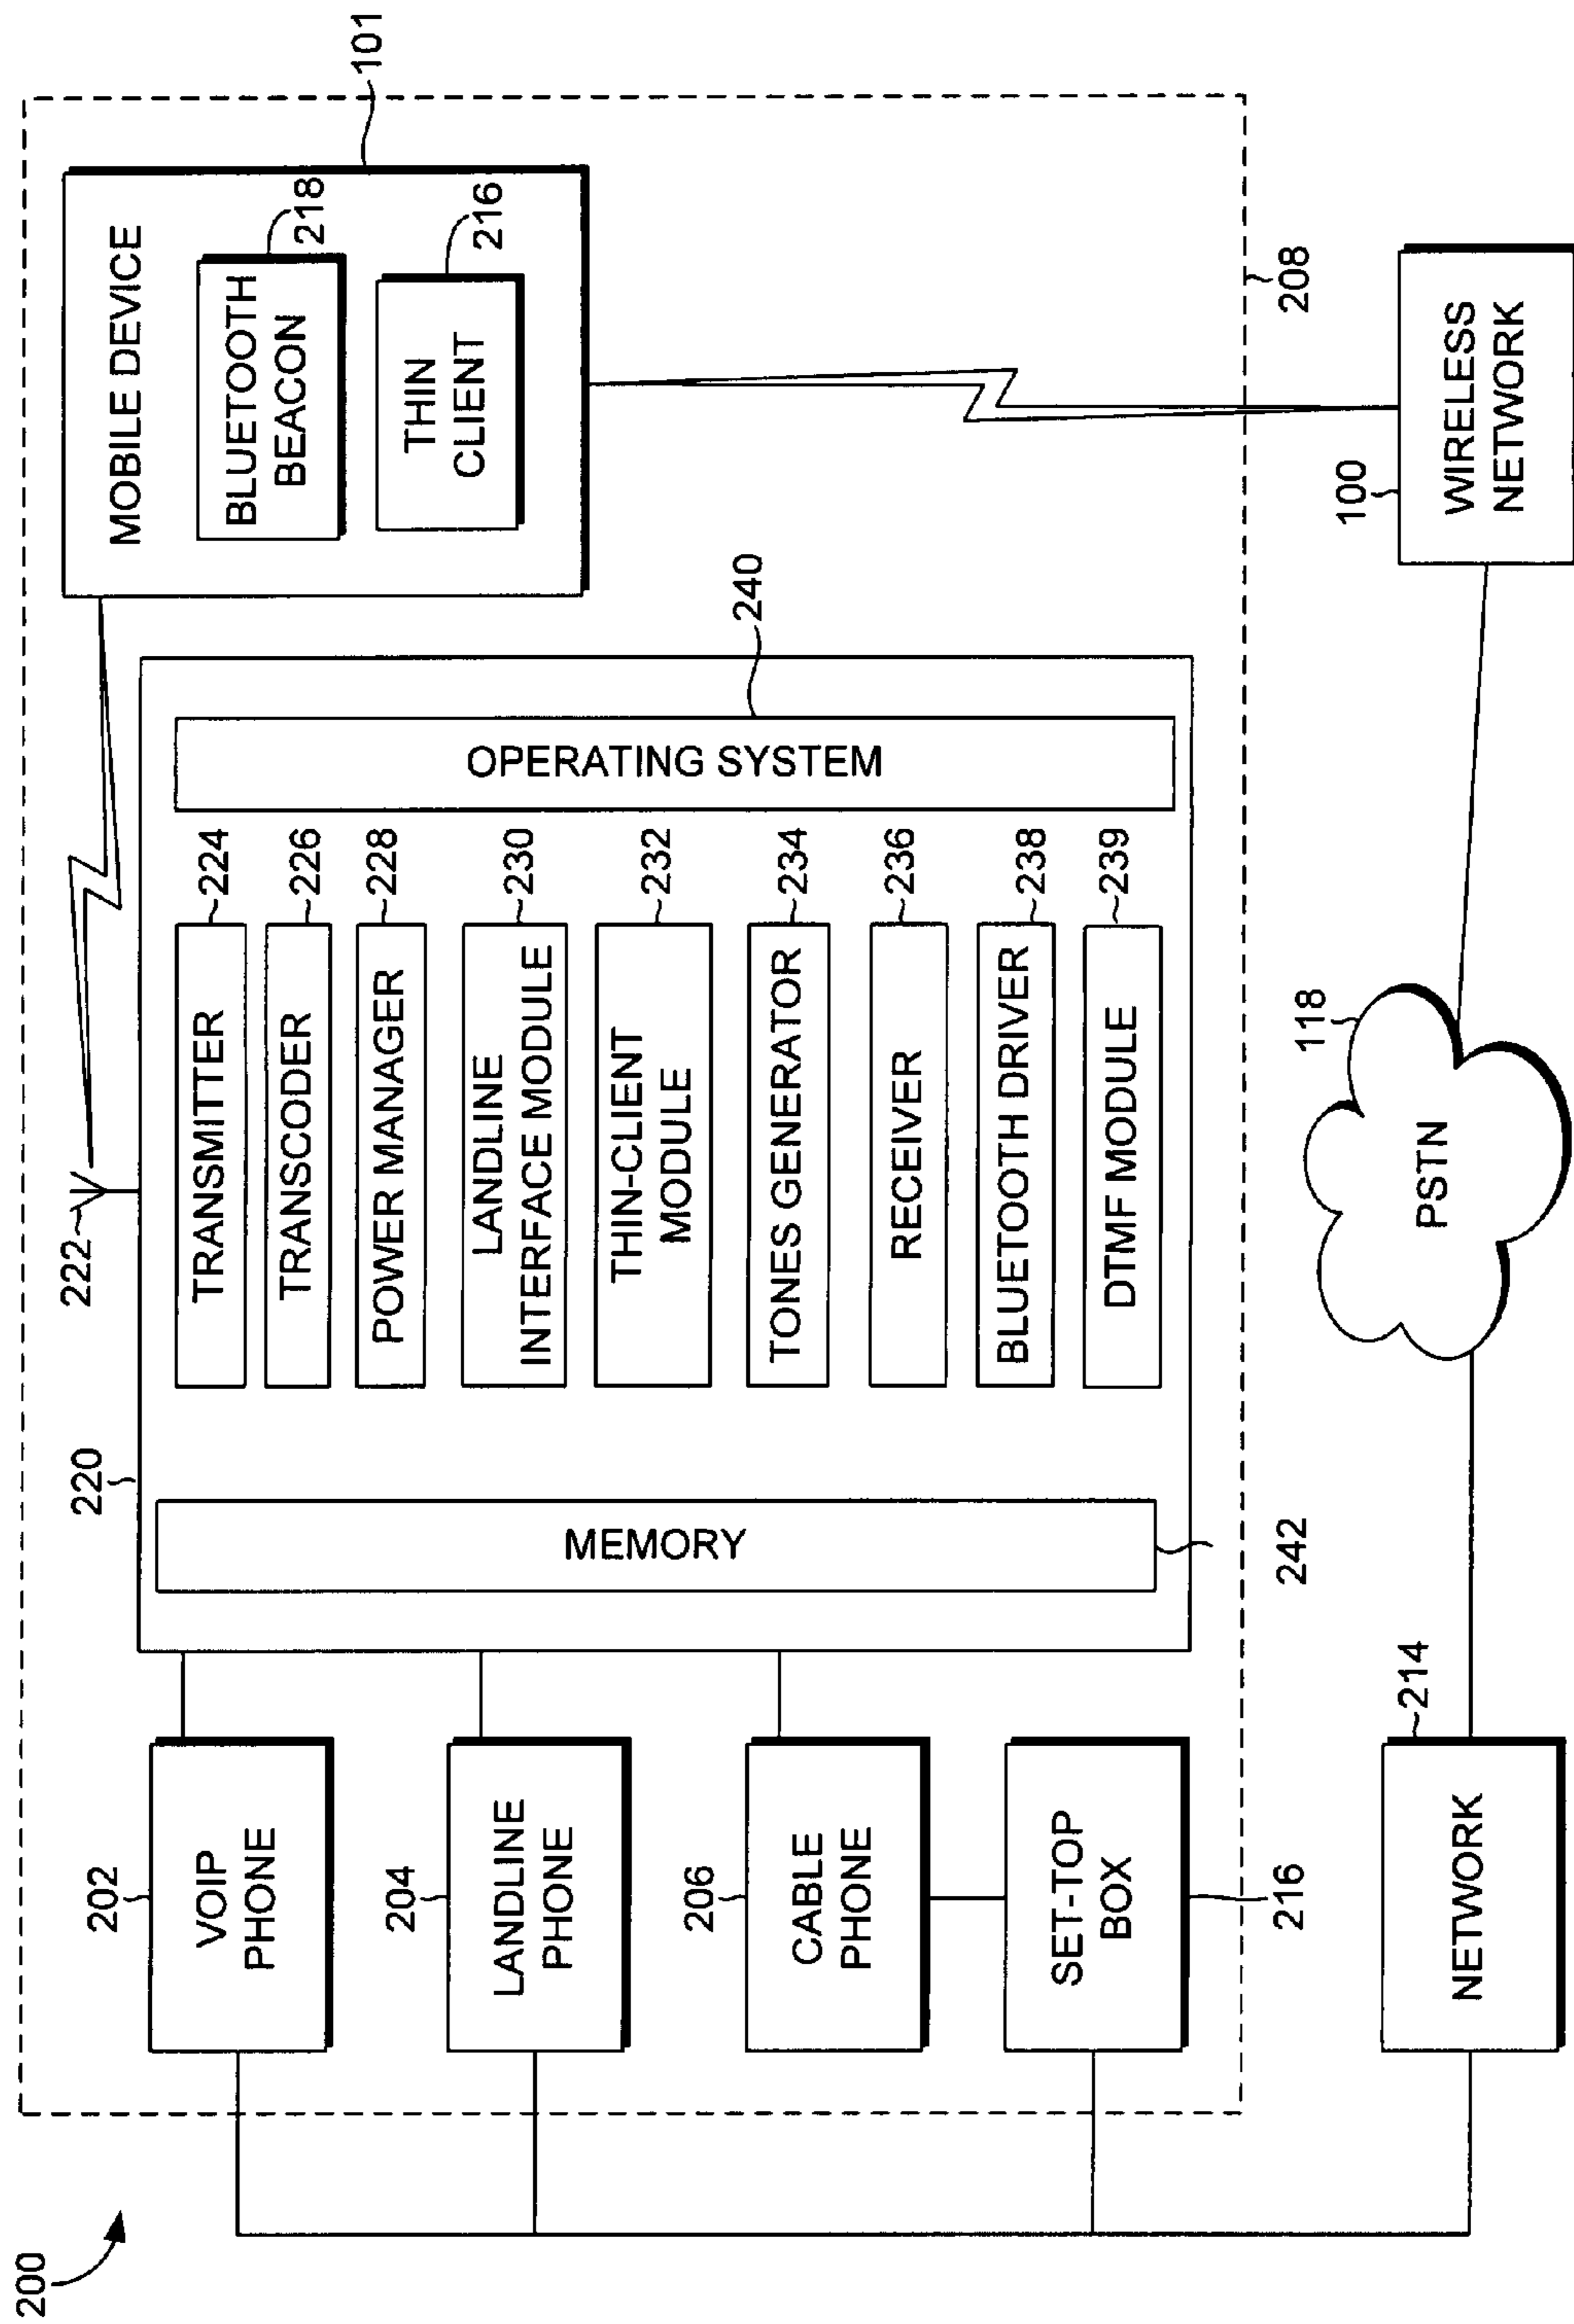 200
202
VOIP
PHONE
204
LANDLINE
PHONE
206
CABLE
PHONE
SET-TOP
BOX
216
NETWORK
214
220
222
MEMORY
242
TRANSMITTER
224
TRANSCODER
226
POWER MANAGER
228
LANDLINE
INTERFACE MODULE
230
THIN-CLIENT
MODULE
232
TONES GENERATOR
234
RECEIVER
236
BLUETOOTH DRIVER
238
DTMF MODULE
239
OPERATING SYSTEM
240
MOBILE DEVICE
101
BLUETOOTH
BEACON
218
THIN
CLIENT
216
208
PSTN
118
100
WIRELESS
NETWORK